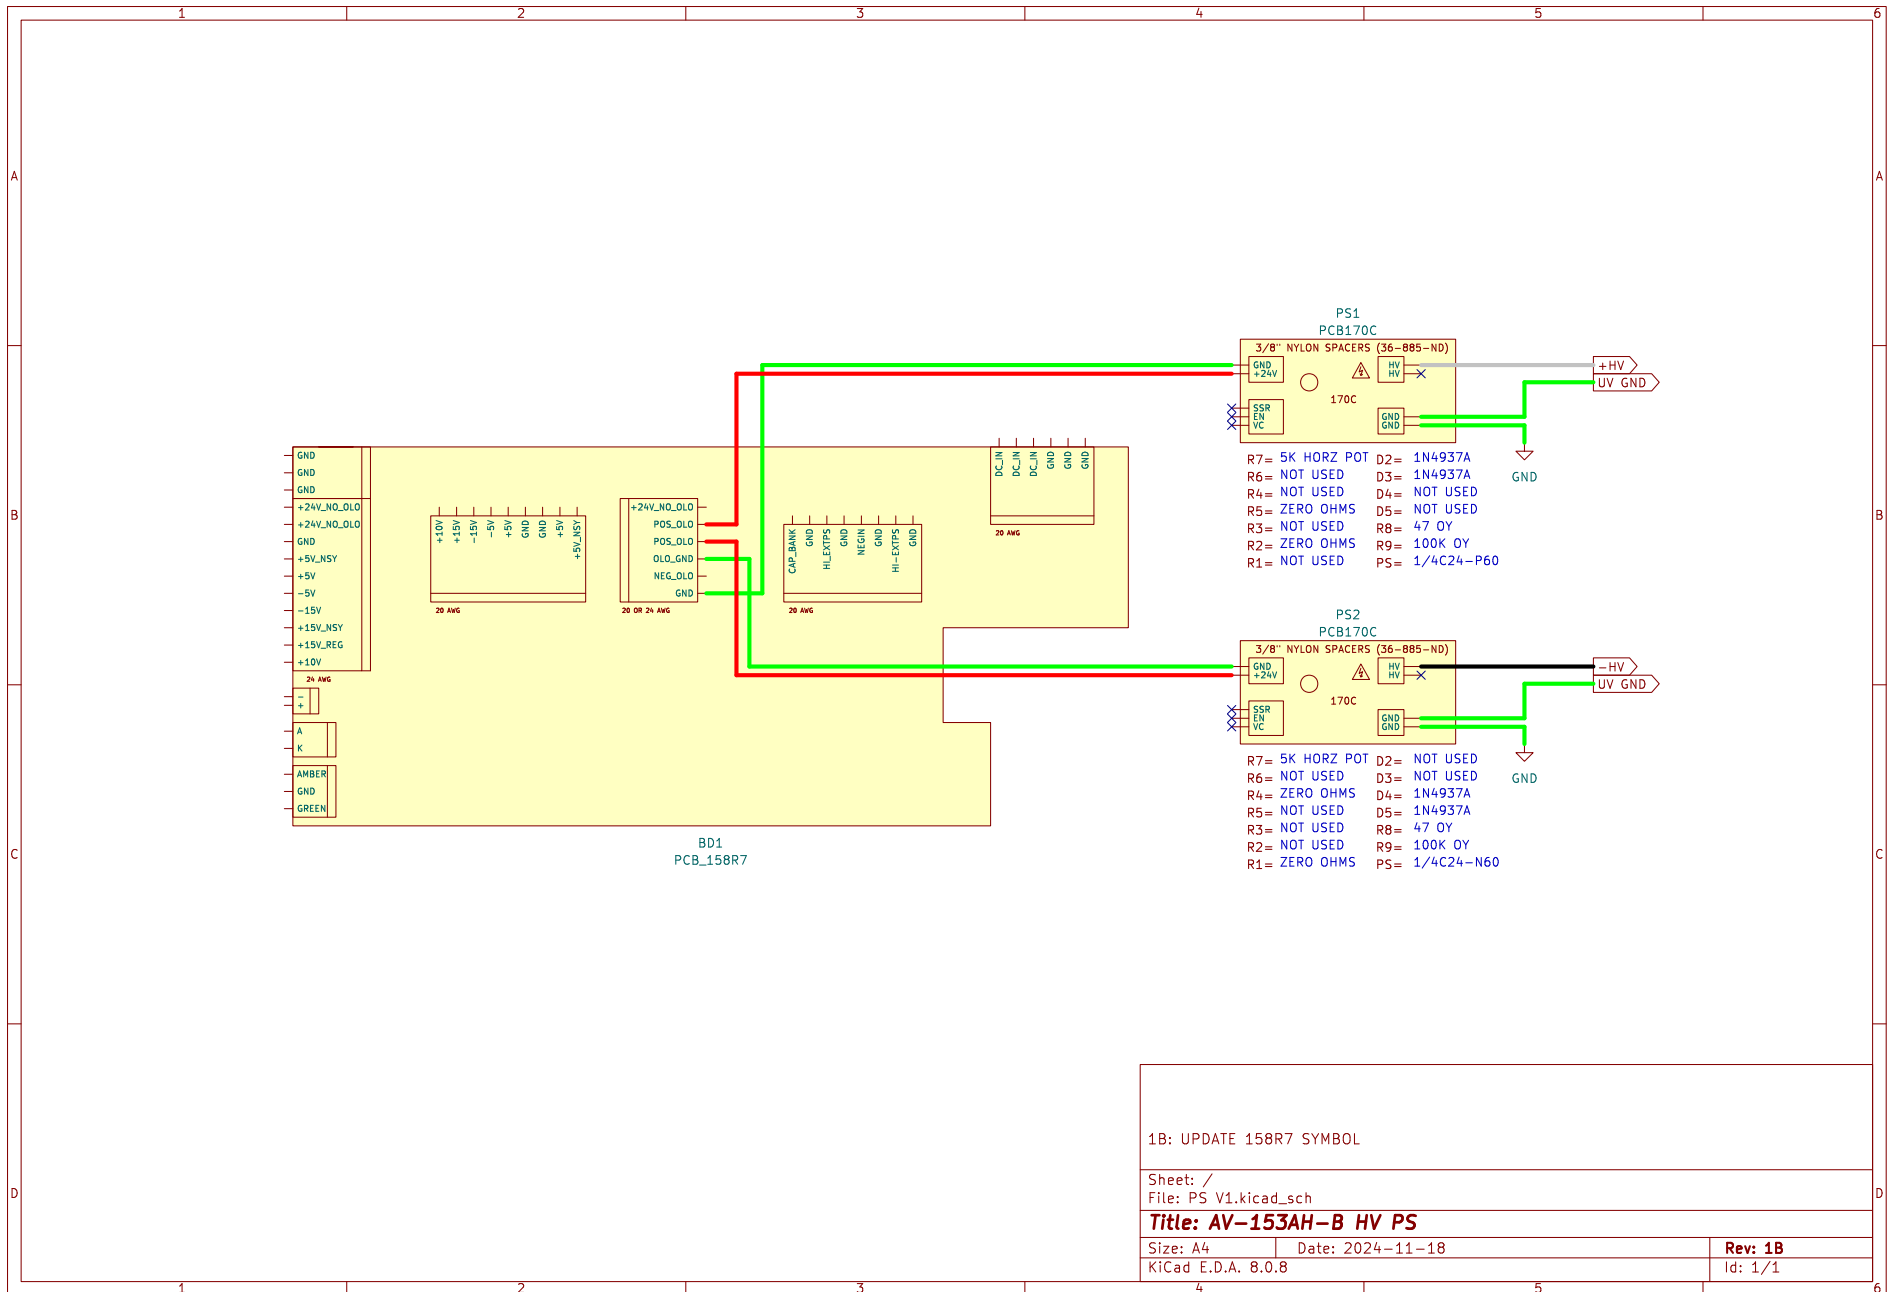 1 2 3 4 5 6
A
B
C
D
A
B
C
D
1 2 3 4 5 6
GND
GND
GND
+24V_NO_OLO
+24V_NO_OLO
GND
+5V_NSY
+5V
-5V
-15V
+15V_NSY
+15V_REG
+10V
24 AWG
-
+
A
K
AMBER
GND
GREEN
+10V
+15V
-15V
-5V
+5V
GND
GND
+5V
+5V_NSY
20 AWG
+24V_NO_OLO
POS_OLO
POS_OLO
OLO_GND
NEG_OLO
GND
20 OR 24 AWG
CAP_BANK
GND
HI_EXTPS
GND
NEGIN
GND
HI-EXTPS
GND
20 AWG
DC_IN
DC_IN
DC_IN
GND
GND
GND
20 AWG
BD1
PCB_158R7
PS1
PCB170C
3/8" NYLON SPACERS (36-885-ND)
GND
+24V
SSR
EN
VC
170C
HV
HV
GND
GND
+HV
UV GND
GND
R7= 5K HORZ POT D2= 1N4937A
R6= NOT USED D3= 1N4937A
R4= NOT USED D4= NOT USED
R5= ZERO OHMS D5= NOT USED
R3= NOT USED R8= 47 OY
R2= ZERO OHMS R9= 100K OY
R1= NOT USED PS= 1/4C24-P60
PS2
PCB170C
3/8" NYLON SPACERS (36-885-ND)
GND
+24V
SSR
EN
VC
170C
HV
HV
GND
GND
-HV
UV GND
GND
R7= 5K HORZ POT D2= NOT USED
R6= NOT USED D3= NOT USED
R4= ZERO OHMS D4= 1N4937A
R5= NOT USED D5= 1N4937A
R3= NOT USED R8= 47 OY
R2= NOT USED R9= 100K OY
R1= ZERO OHMS PS= 1/4C24-N60
1B: UPDATE 158R7 SYMBOL
Sheet: /
File: PS V1.kicad_sch
Title: AV-153AH-B HV PS
Size: A4 Date: 2024-11-18 Rev: 1B
KiCad E.D.A. 8.0.8 Id: 1/1